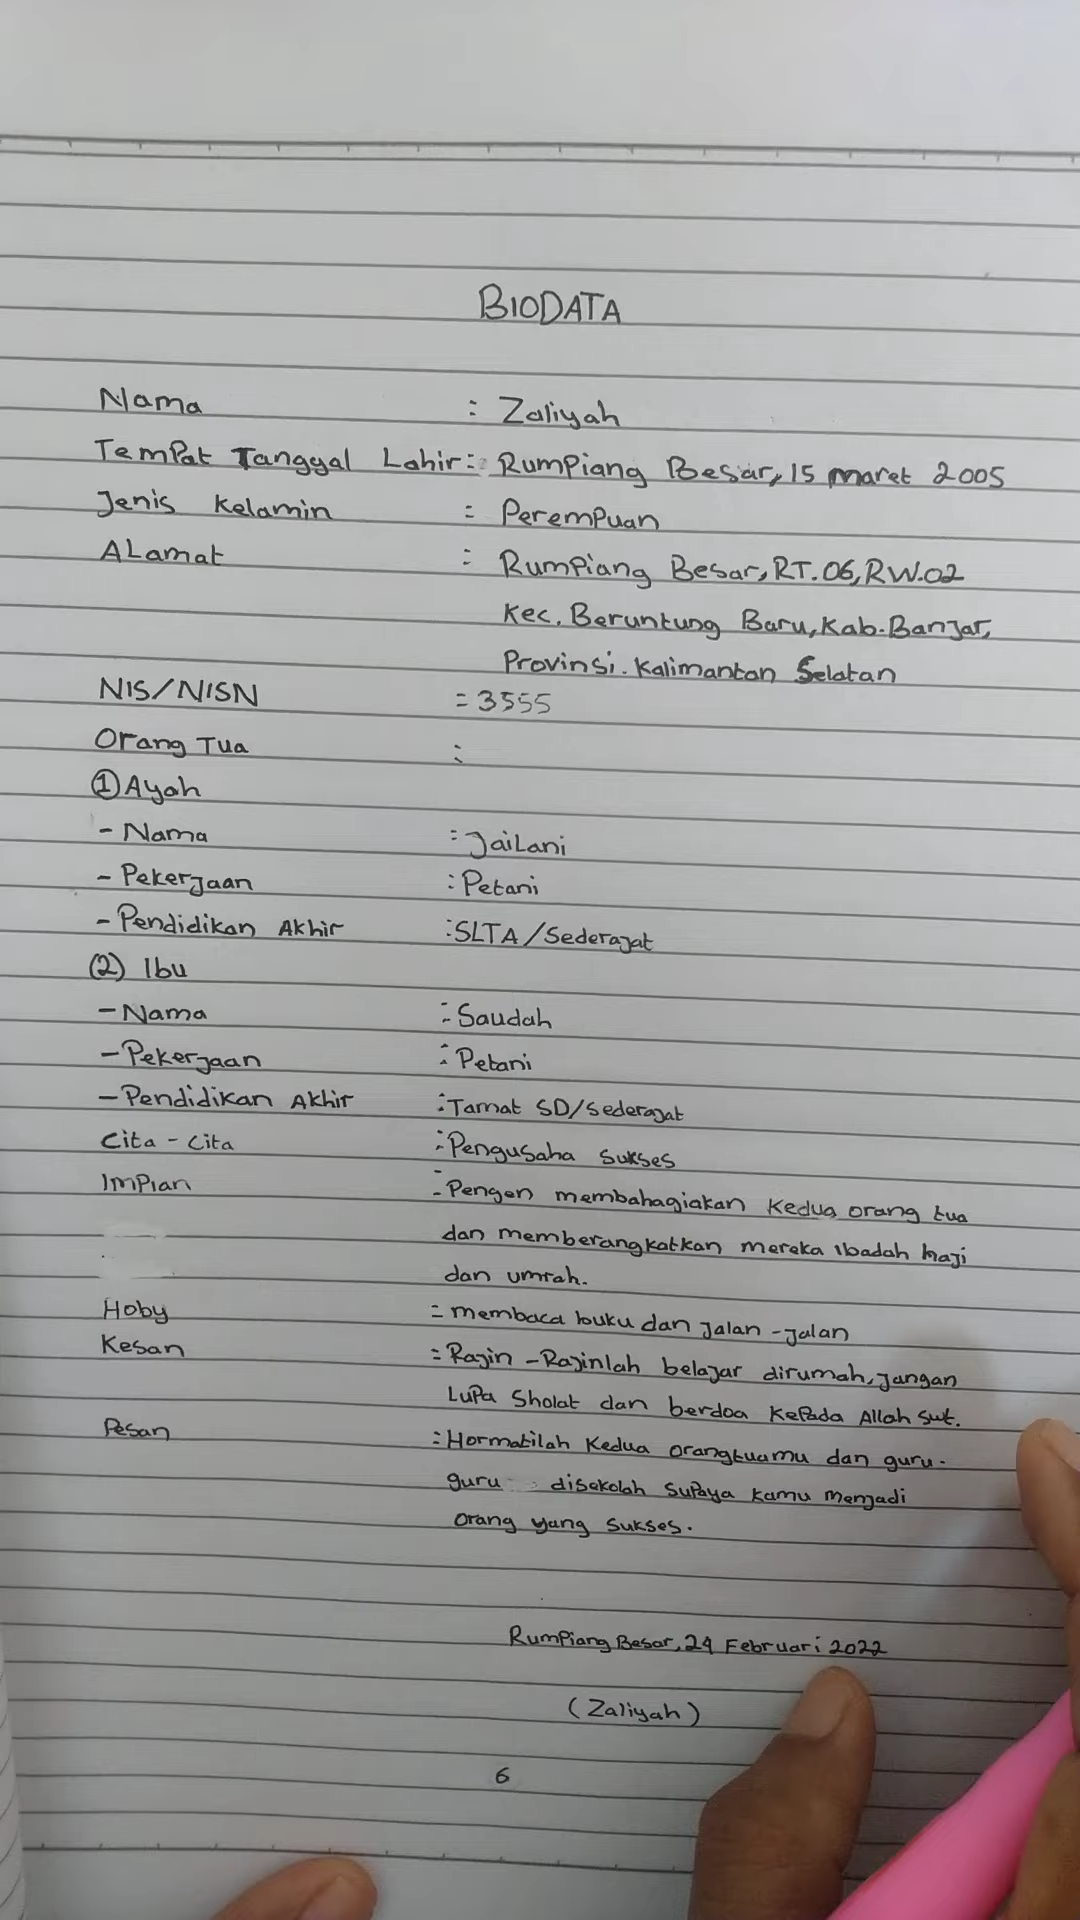 BIODATA
Nama : Zaliyah
Tempat Tanggal Lahir : Rumpiang Besar, 15 maret 2005
Jenis Kelamin : Perempuan
ALamat : Rumpiang Besar, RT.06, RW.02
Kec. Beruntung Baru, Kab. Banjar,
Provinsi. Kalimantan Selatan
NIS/NISN : 3555
Orang Tua :
① Ayah
- Nama : JaiLani
- Pekerjaan : Petani
- Pendidikan Akhir : SLTA/Sederajat
(2) Ibu
- Nama : Saudah
- Pekerjaan : Petani
- Pendidikan Akhir : Tamat SD/Sederajat
Cita - Cita : Pengusaha Sukses
Impian : Pengen membahagiakan kedua orang tua
dan memberangkatkan mereka ibadah haji
dan umrah.
Hoby : membaca buku dan jalan - jalan
Kesan : Rajin - Rajinlah belajar dirumah, jangan
Lupa Sholat dan berdoa kepada Allah swt.
Pesan : Hormatilah kedua orangtuamu dan guru-
guru disekolah supaya kamu menjadi
orang yang sukses.
Rumpiang Besar, 24 Februari 2022
(Zaliyah)
6